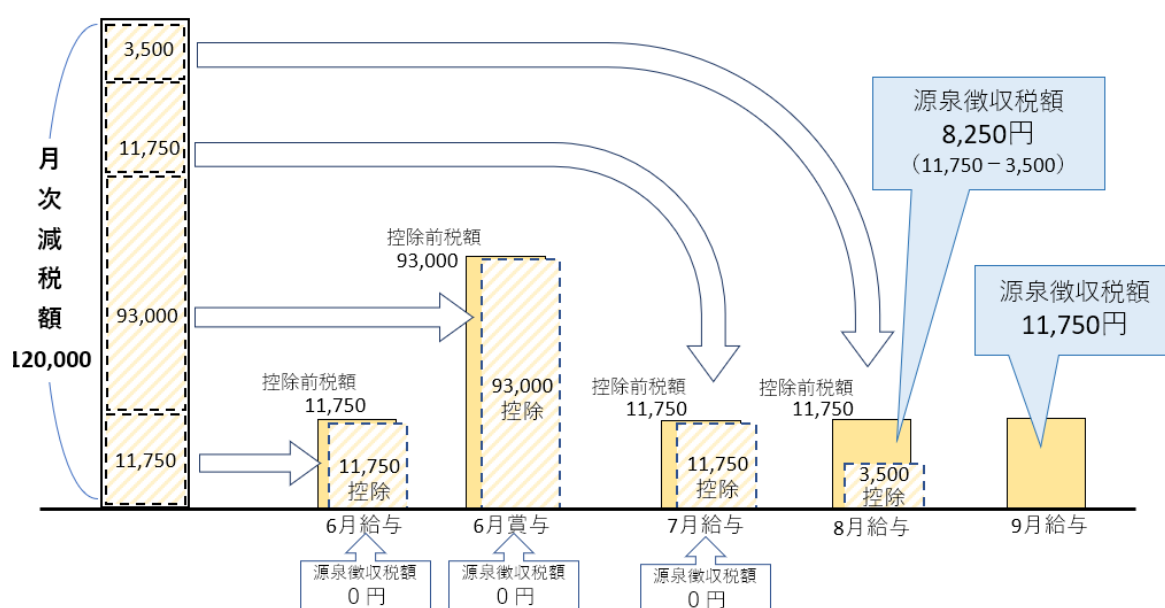 月次減税額
120,000
3,500
11,750
93,000
11,750
控除前税額
11,750
11,750
控除
6月給与
源泉徴収税額
0円
控除前税額
93,000
93,000
控除
6月賞与
源泉徴収税額
0円
控除前税額
11,750
11,750
控除
7月給与
源泉徴収税額
0円
控除前税額
11,750
3,500
控除
8月給与
源泉徴収税額
8,250円
（11,750－3,500）
源泉徴収税額
11,750円
9月給与